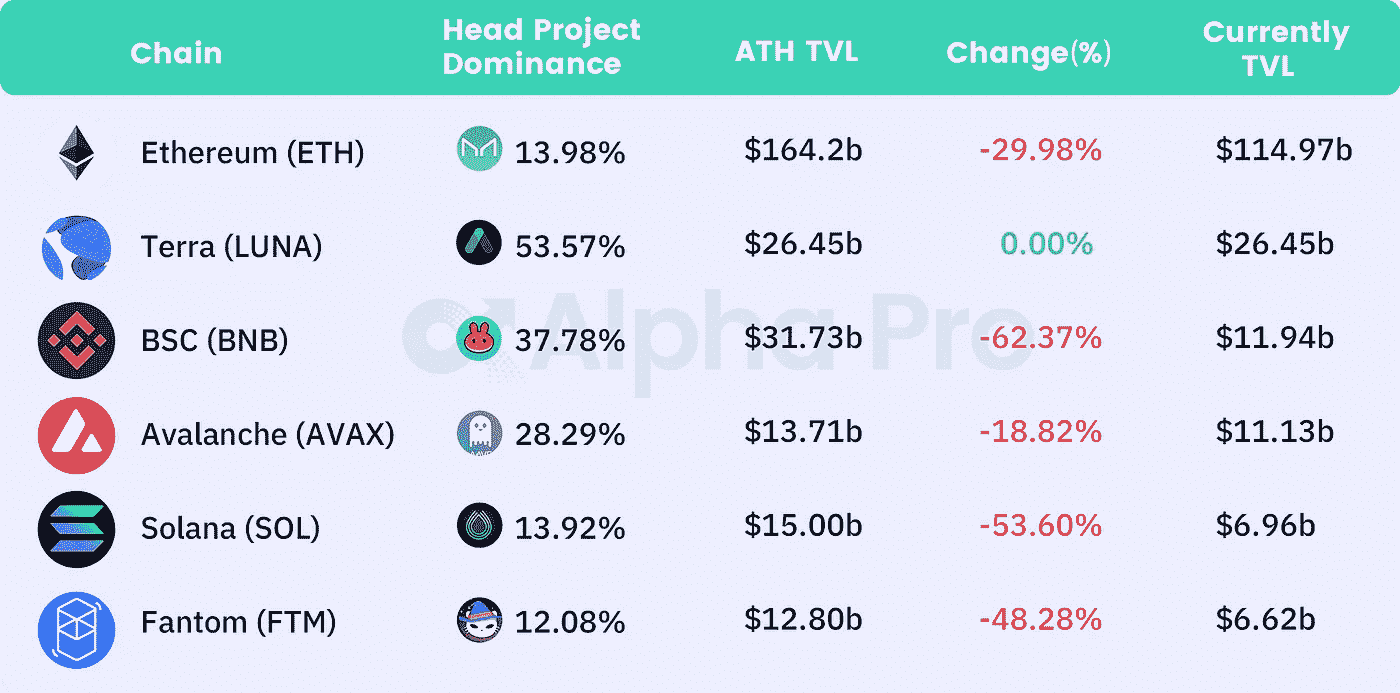 Chain Head Project Dominance ATH TVL Change(%) Currently TVL
Ethereum (ETH) 13.98% $164.2b -29.98% $114.97b
Terra (LUNA) 53.57% $26.45b 0.00% $26.45b
Alpha Pro
BSC (BNB) 37.78% $31.73b -62.37% $11.94b
Avalanche (AVAX) 28.29% $13.71b -18.82% $11.13b
Solana (SOL) 13.92% $15.00b -53.60% $6.96b
Fantom (FTM) 12.08% $12.80b -48.28% $6.62b